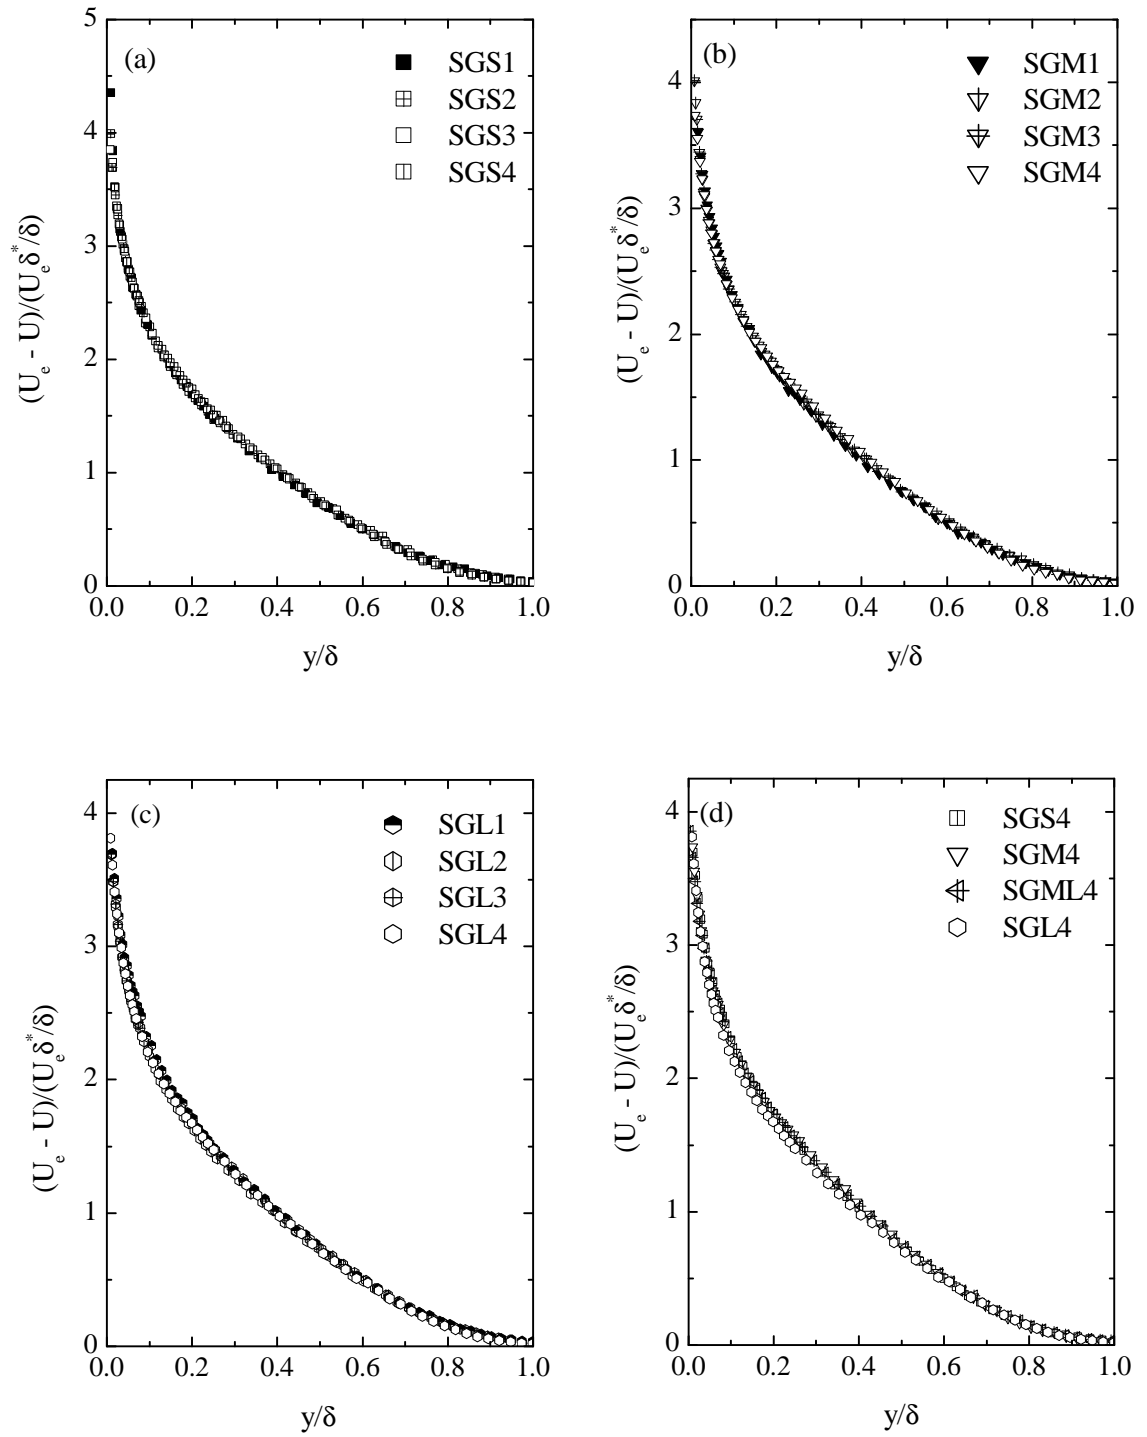 (a)
SGS1
SGS2
SGS3
SGS4
5
4
3
2
1
0
(U_e - U)/(U_e δ*/δ)
0.0 0.2 0.4 0.6 0.8 1.0
y/δ
(b)
SGM1
SGM2
SGM3
SGM4
4
3
2
1
0
(U_e - U)/(U_e δ*/δ)
0.0 0.2 0.4 0.6 0.8 1.0
y/δ
(c)
SGL1
SGL2
SGL3
SGL4
4
3
2
1
0
(U_e - U)/(U_e δ*/δ)
0.0 0.2 0.4 0.6 0.8 1.0
y/δ
(d)
SGS4
SGM4
SGML4
SGL4
4
3
2
1
0
(U_e - U)/(U_e δ*/δ)
0.0 0.2 0.4 0.6 0.8 1.0
y/δ